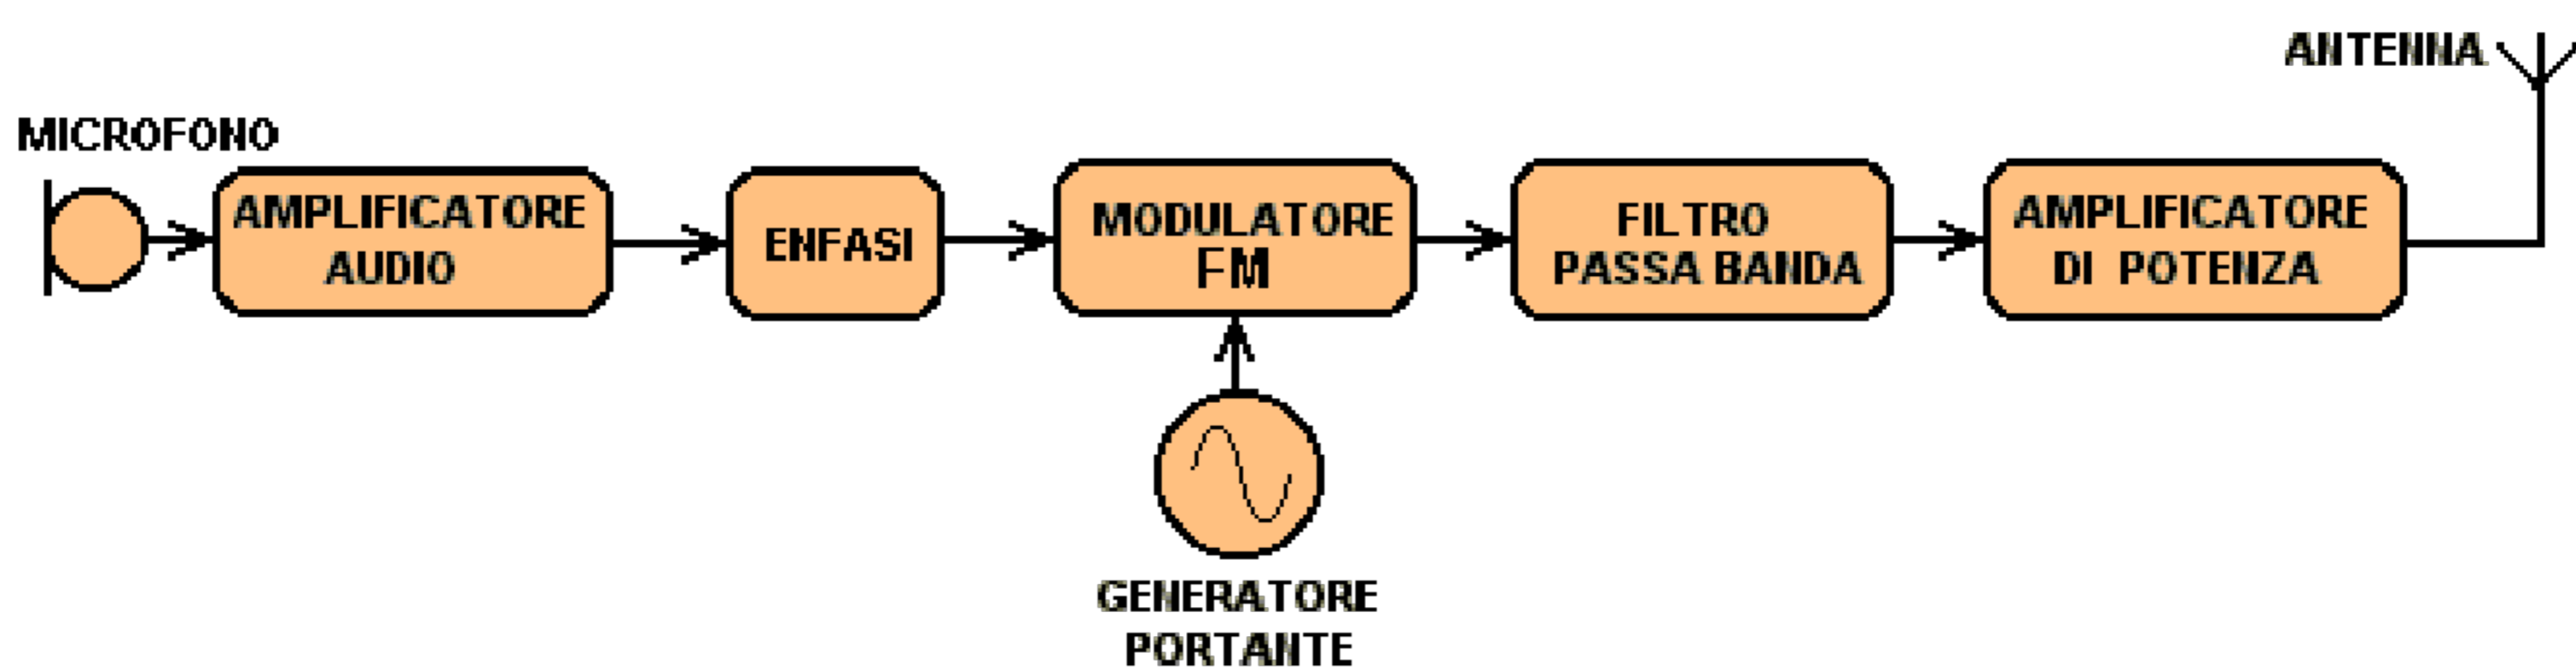 ANTENNA
MICROFONO
AMPLIFICATORE
AUDIO
ENFASI
MODULATORE
FM
FILTRO
PASSA BANDA
AMPLIFICATORE
DI POTENZA
GENERATORE
PORTANTE